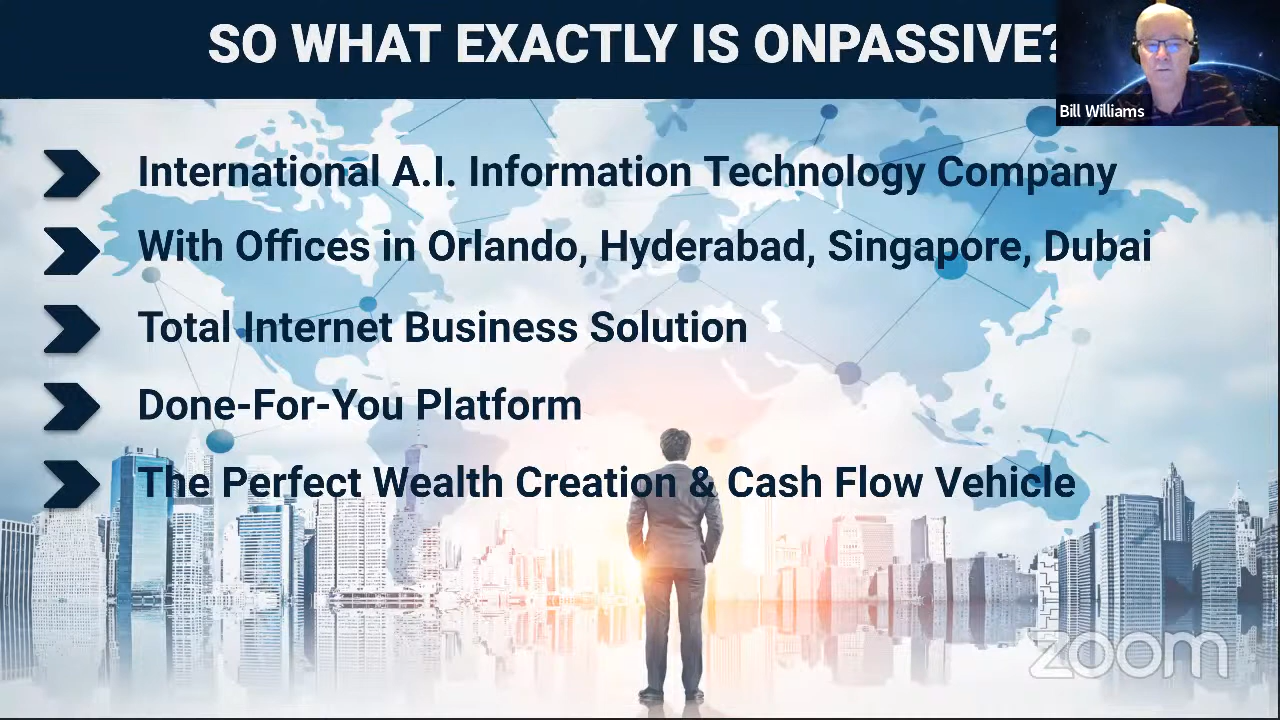 SO WHAT EXACTLY IS ONPASSIVE?
Bill Williams
International A.I. Information Technology Company
With Offices in Orlando, Hyderabad, Singapore, Dubai
Total Internet Business Solution
Done-For-You Platform
The Perfect Wealth Creation & Cash Flow Vehicle
zoom